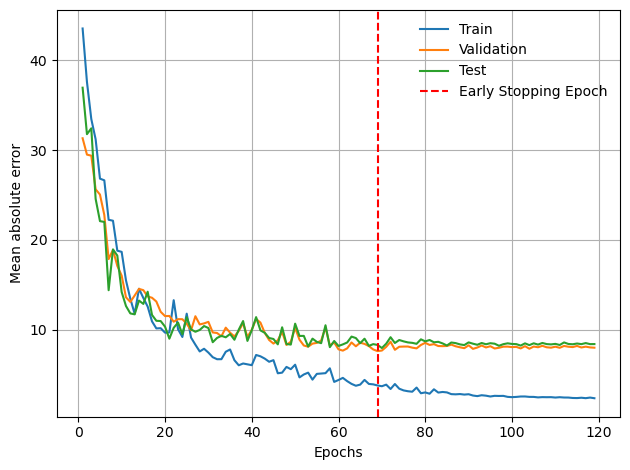 Train
Validation
Test
Early Stopping Epoch
Mean absolute error
40
30
20
10
0 20 40 60 80 100 120
Epochs